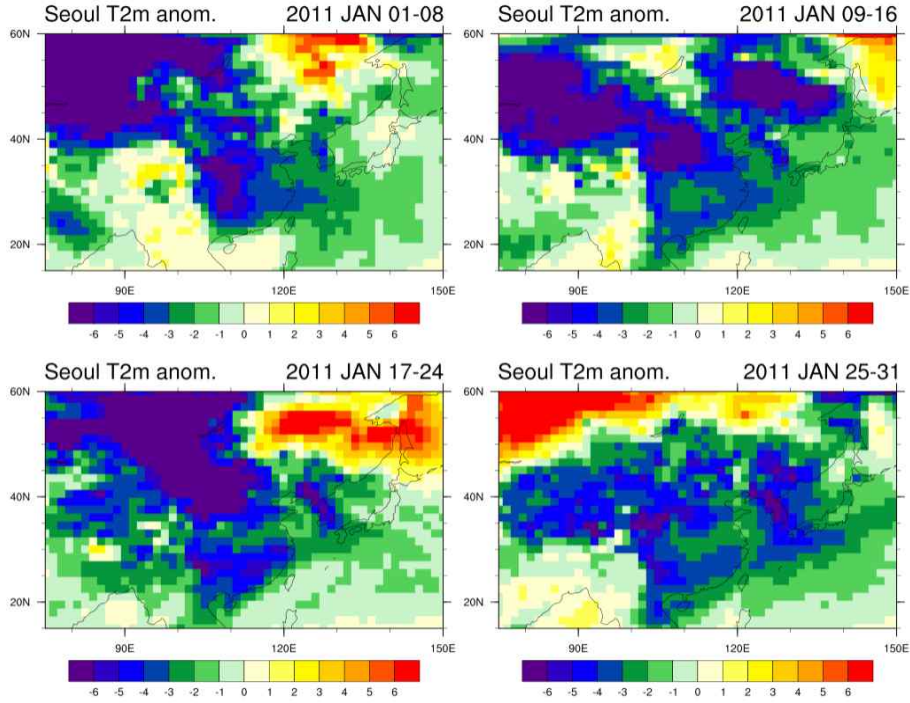 Seoul T2m anom. 2011 JAN 01-08
60N
40N
20N
90E 120E 150E
-6 -5 -4 -3 -2 -1 0 1 2 3 4 5 6
Seoul T2m anom. 2011 JAN 09-16
60N
40N
20N
90E 120E 150E
-6 -5 -4 -3 -2 -1 0 1 2 3 4 5 6
Seoul T2m anom. 2011 JAN 17-24
60N
40N
20N
90E 120E 150E
-6 -5 -4 -3 -2 -1 0 1 2 3 4 5 6
Seoul T2m anom. 2011 JAN 25-31
60N
40N
20N
90E 120E 150E
-6 -5 -4 -3 -2 -1 0 1 2 3 4 5 6